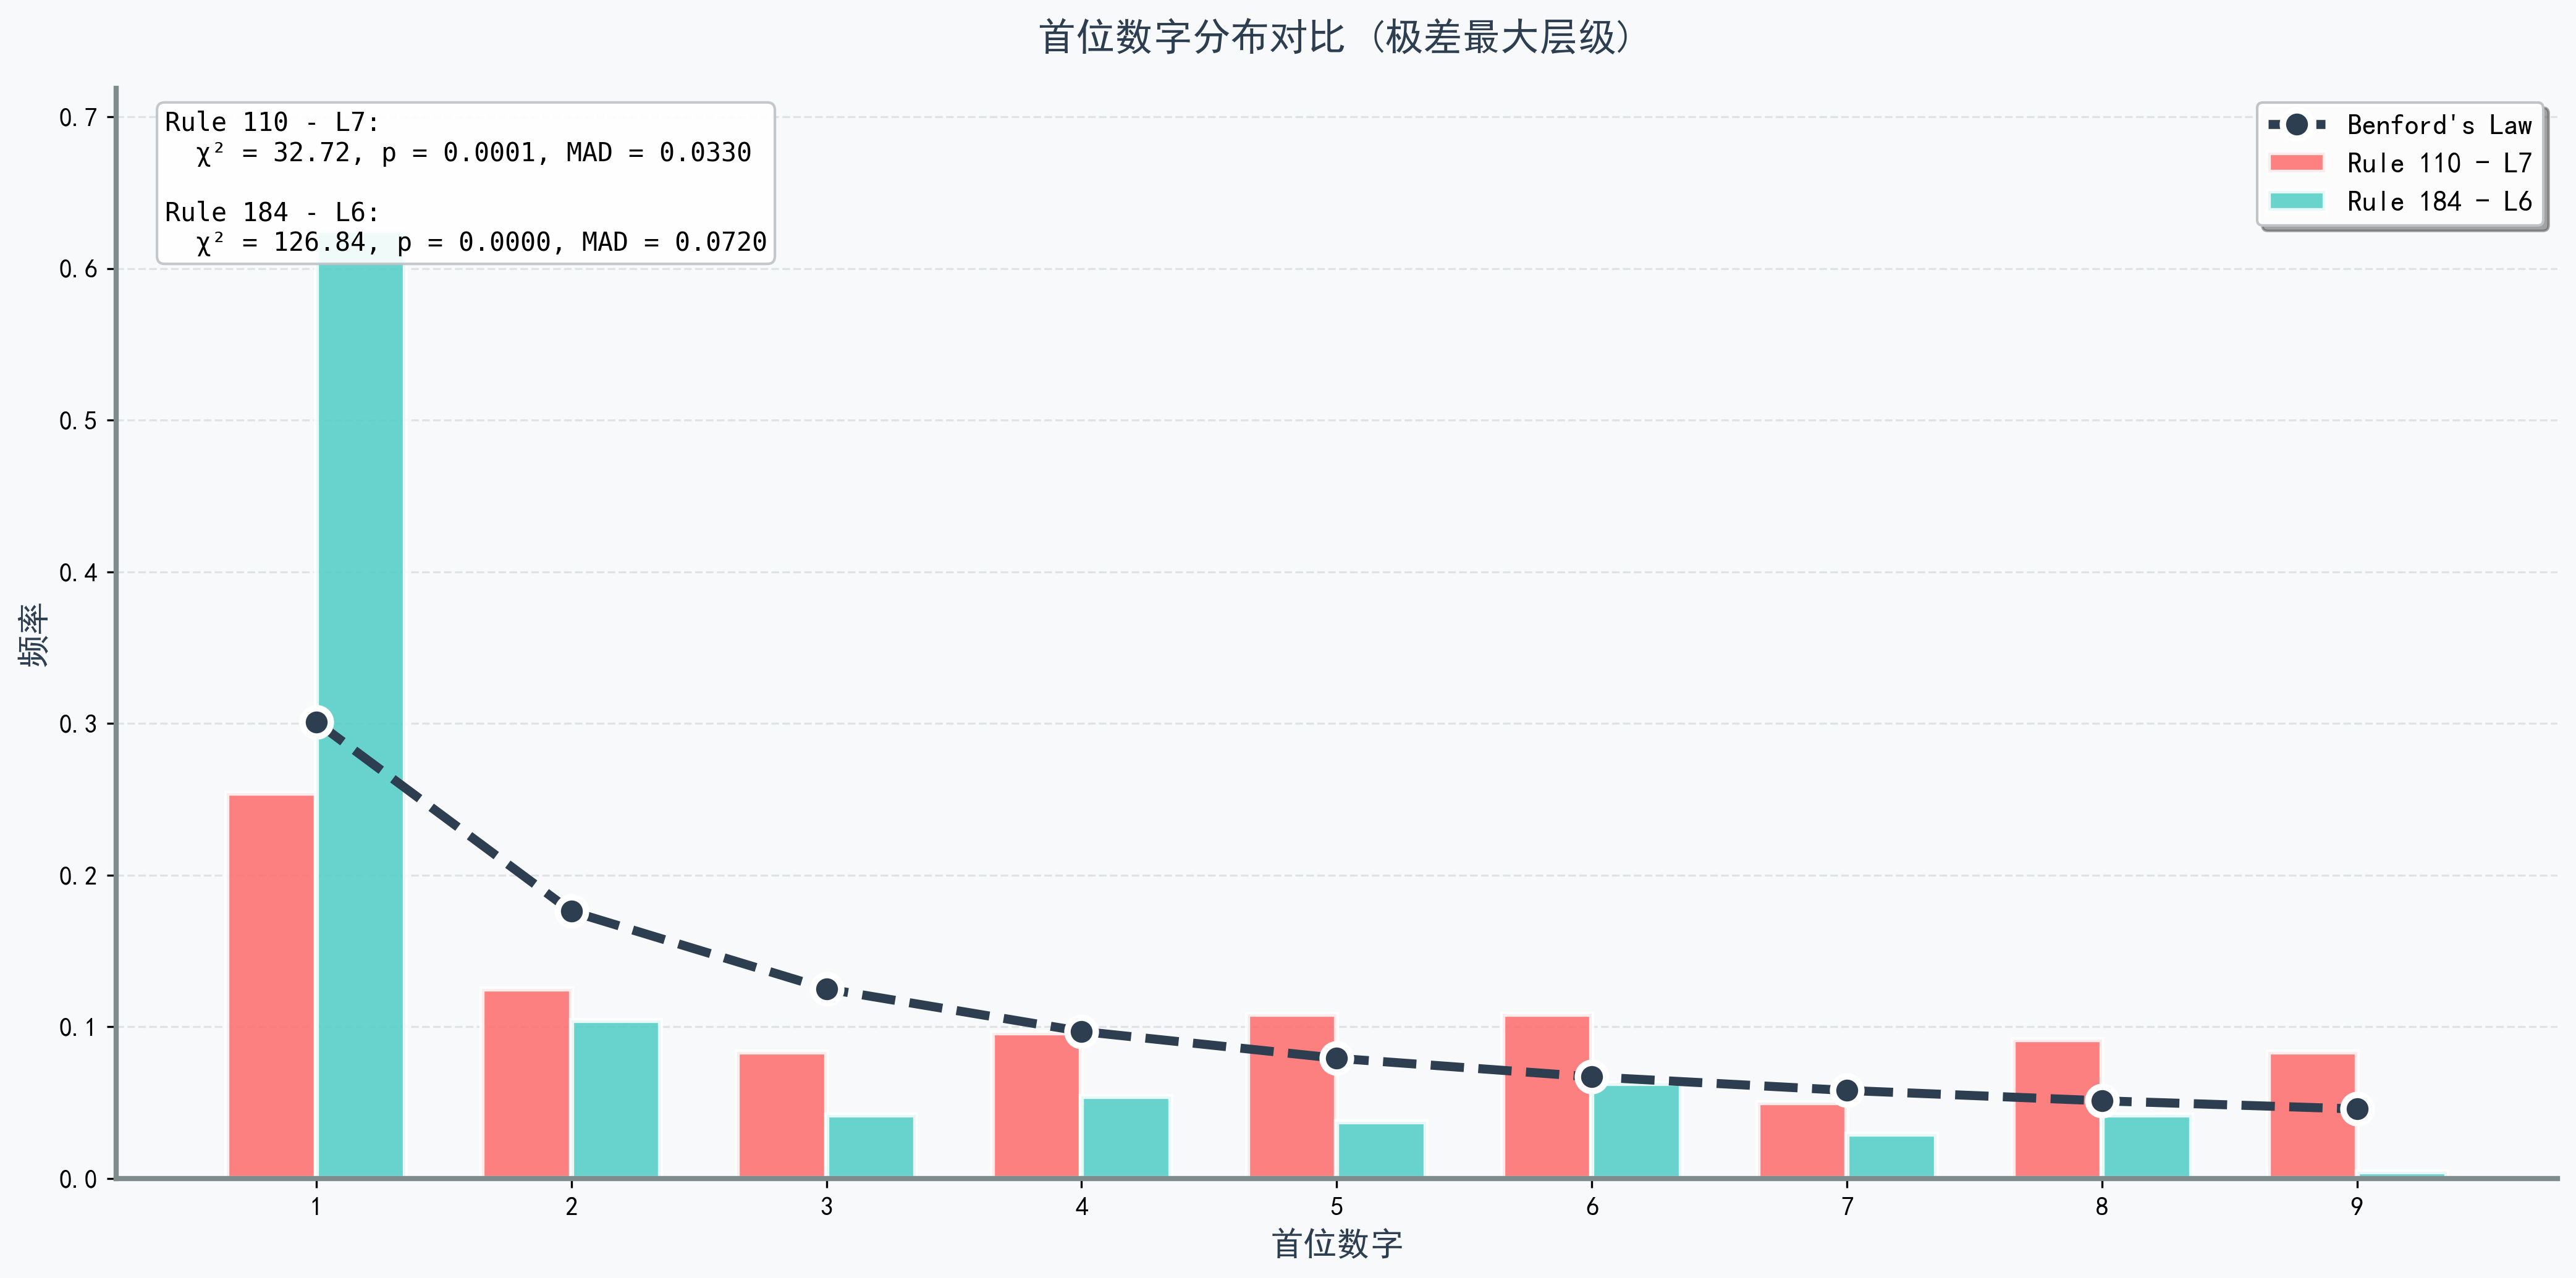 首位数字分布对比 (极差最大层级)
Rule 110 - L7:
χ² = 32.72, p = 0.0001, MAD = 0.0330
Rule 184 - L6:
χ² = 126.84, p = 0.0000, MAD = 0.0720
Benford's Law
Rule 110 − L7
Rule 184 − L6
频率
0.7
0.6
0.5
0.4
0.3
0.2
0.1
0.0
1 2 3 4 5 6 7 8 9
首位数字